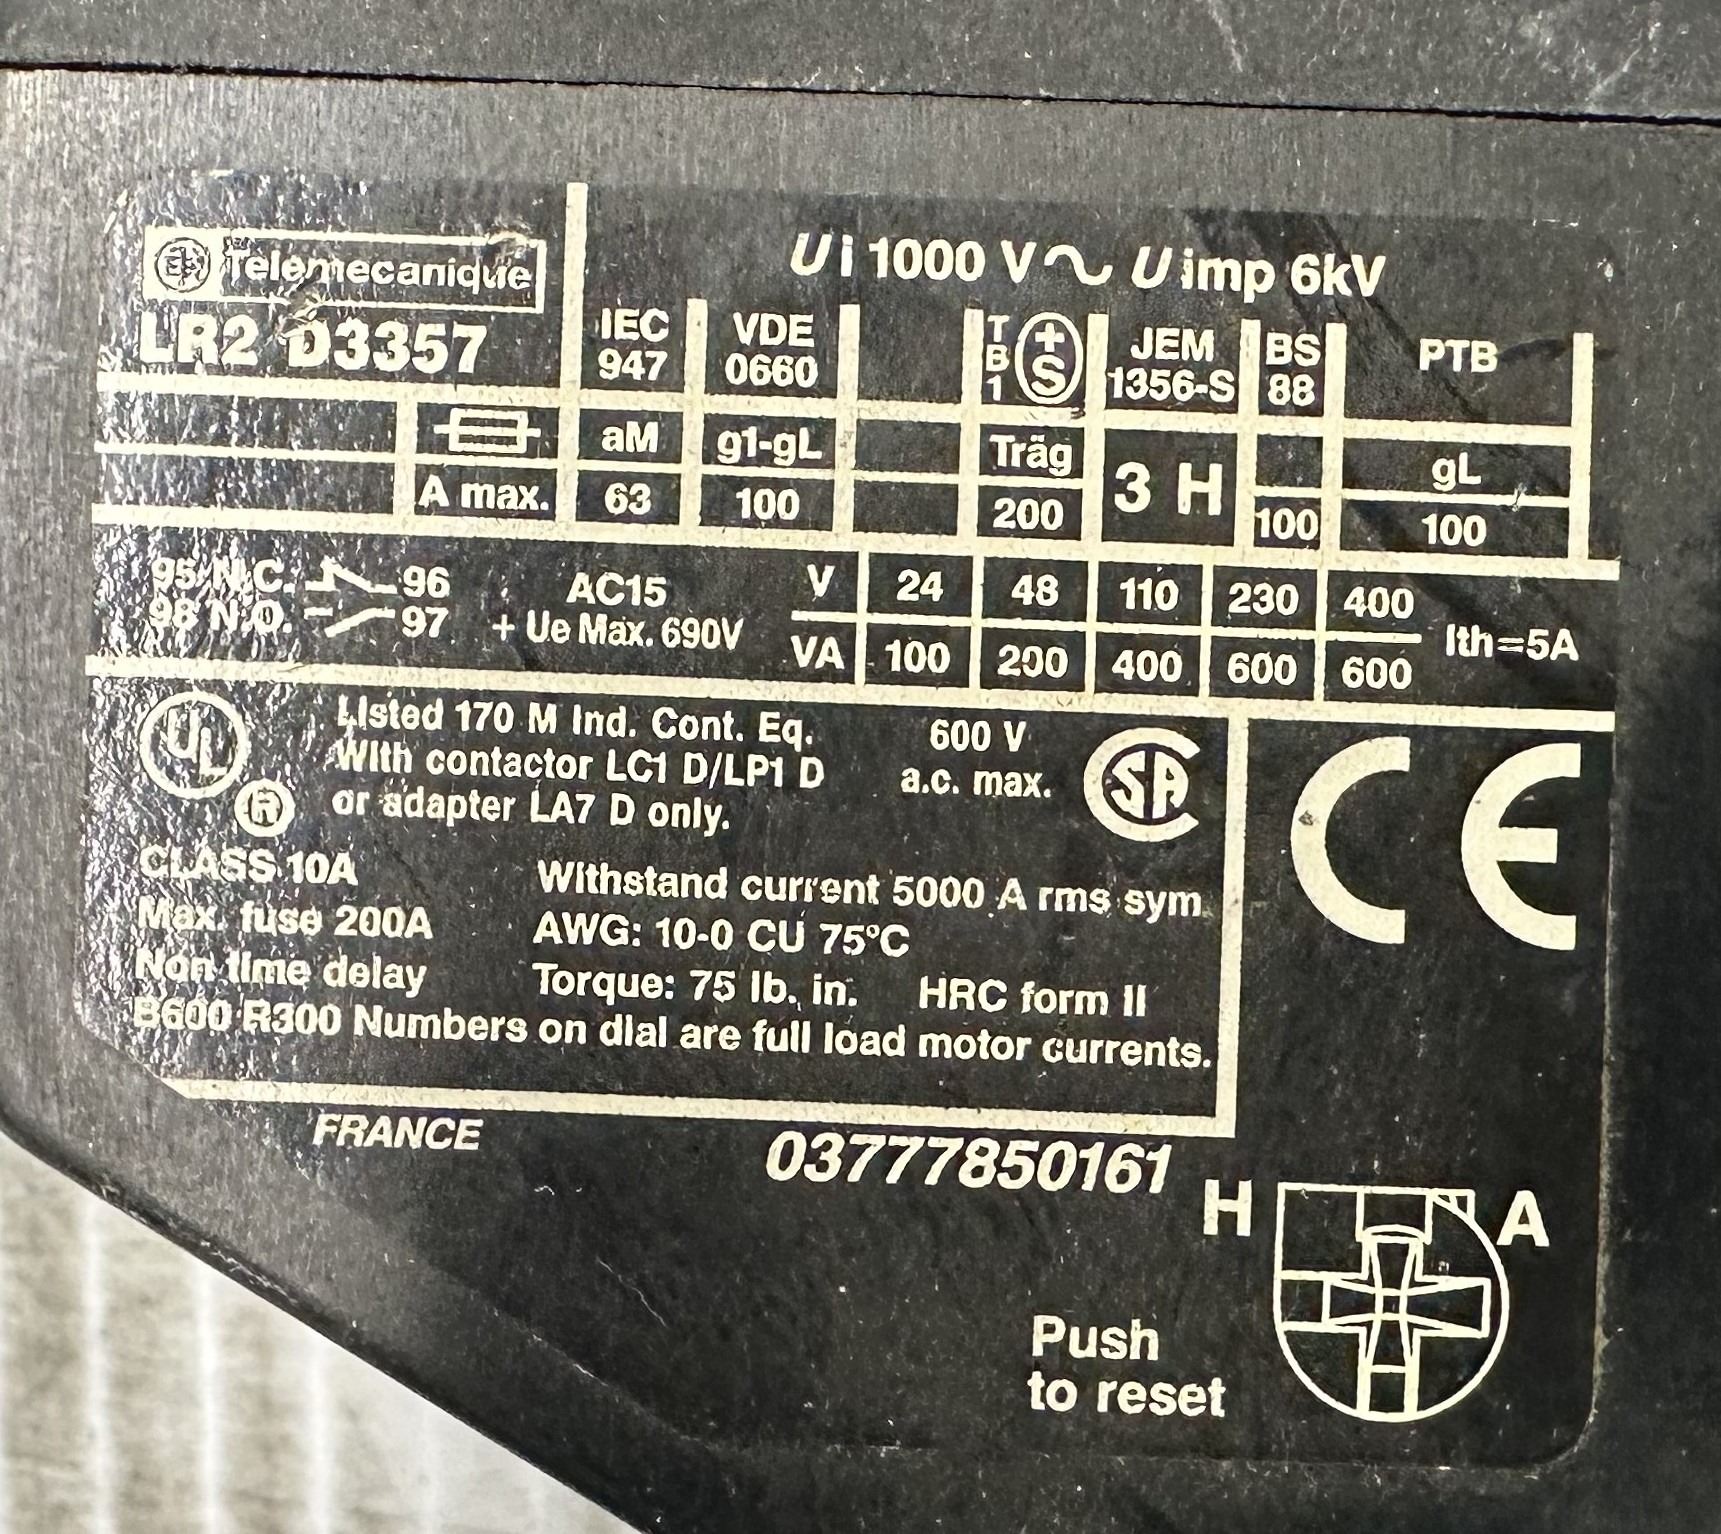 Telemecanique
LR2 D3357
Ui 1000 V~ Uimp 6kV
IEC 947
VDE 0660
TB1 +S
JEM 1356-S
BS 88
PTB
aM
g1-gL
Träg
3 H
gL
A max.
63
100
200
100
100
95 N.C. 96
98 N.O. 97
AC15
+ Ue Max. 690V
V 24 48 110 230 400
VA 100 200 400 600 600
Ith=5A
UL
®
Listed 170 M Ind. Cont. Eq.
With contactor LC1 D/LP1 D
or adapter LA7 D only.
600 V
a.c. max.
SA
CE
CLASS 10A
Max. fuse 200A
Non time delay
Withstand current 5000 A rms sym.
AWG: 10-0 CU 75°C
Torque: 75 lb. in. HRC form II
B600 R300 Numbers on dial are full load motor currents.
FRANCE
03777850161
H A
Push
to reset